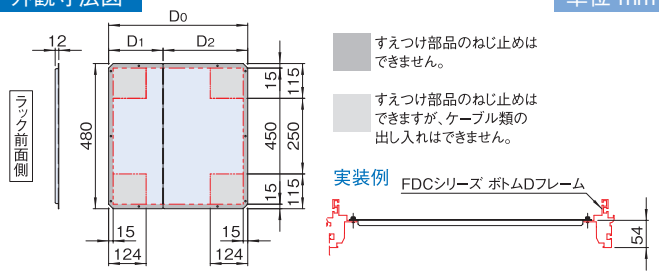 外観寸法図
単位 mm
D0
12
D1
D2
15
115
ラック前面側
480
450
250
15
115
15
15
124
124
すえつけ部品のねじ止めは
できません。
すえつけ部品のねじ止めは
できますが、ケーブル類の
出し入れはできません。
実装例
FDCシリーズ ボトムDフレーム
54